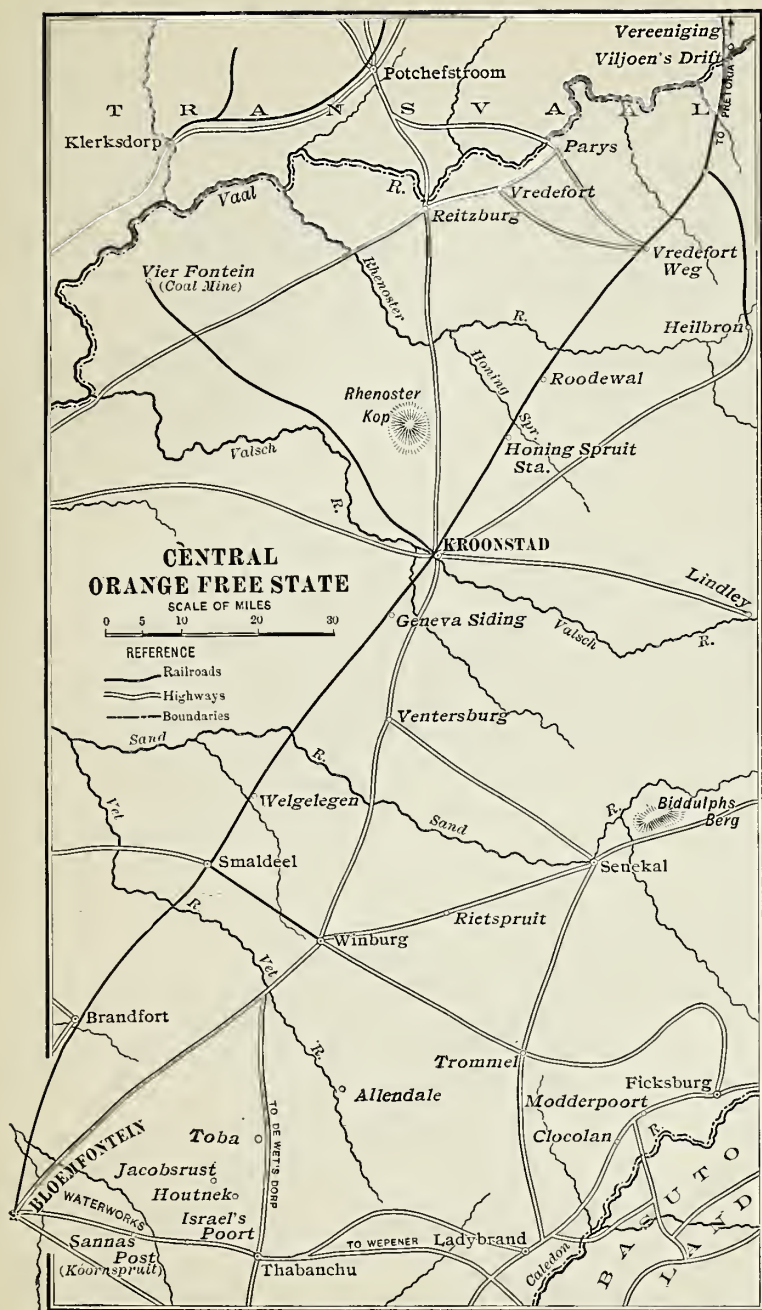 Vereeniging
Viljoen's Drift
TO PRETORIA
Potchefstroom
TRANSVAAL
Klerksdorp
Parys
Vaal
R.
Vredefort
Reitzburg
Vredefort
Weg
Vier Fontein
(Coal Mine)
Rhenoster
R.
Heilbron
Honing
Spr.
Roodewal
Rhenoster
Kop
Honing Spruit
Sta.
Valsch
R.
KROONSTAD
CENTRAL
ORANGE FREE STATE
SCALE OF MILES
0 5 10 20 30
REFERENCE
Railroads
Highways
Boundaries
Lindley
Geneva Siding
Valsch
R.
Ventersburg
Sand
R.
Vet
Welgelegen
Sand
R.
Biddulphs
Berg
Smaldeel
Senekal
R.
Rietspruit
Winburg
Vet
Brandfort
R.
Trommel
Allendale
Ficksburg
Modderpoort
Clocolan
R.
Toba
TO DE WET'S DORP
BLOEMFONTEIN
Jacobsrust
Houtnek
WATERWORKS
Israel's
Poort
BASUTO
LAND
Sannas
Post
(Koornspruit)
TO WEPENER
Ladybrand
Thabanchu
Caledon